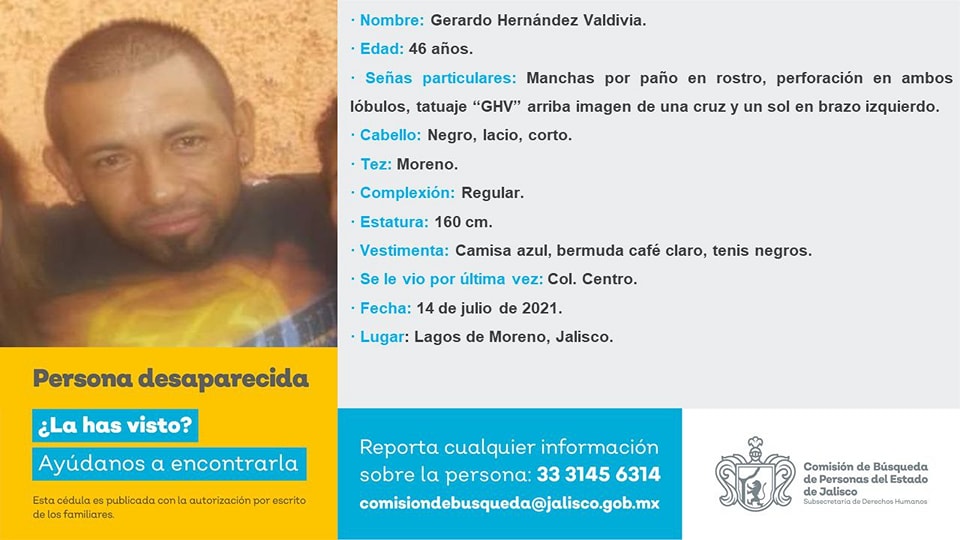 · Nombre: Gerardo Hernández Valdivia.
· Edad: 46 años.
· Señas particulares: Manchas por paño en rostro, perforación en ambos
lóbulos, tatuaje “GHV” arriba imagen de una cruz y un sol en brazo izquierdo.
· Cabello: Negro, lacio, corto.
· Tez: Moreno.
· Complexión: Regular.
· Estatura: 160 cm.
· Vestimenta: Camisa azul, bermuda café claro, tenis negros.
· Se le vio por última vez: Col. Centro.
· Fecha: 14 de julio de 2021.
· Lugar: Lagos de Moreno, Jalisco.
Persona desaparecida
¿La has visto?
Ayúdanos a encontrarla
Esta cédula es publicada con la autorización por escrito
de los familiares.
Reporta cualquier información
sobre la persona: 33 3145 6314
comisiondebusqueda@jalisco.gob.mx
Comisión de Búsqueda
de Personas del Estado
de Jalisco
Subsecretaría de Derechos Humanos